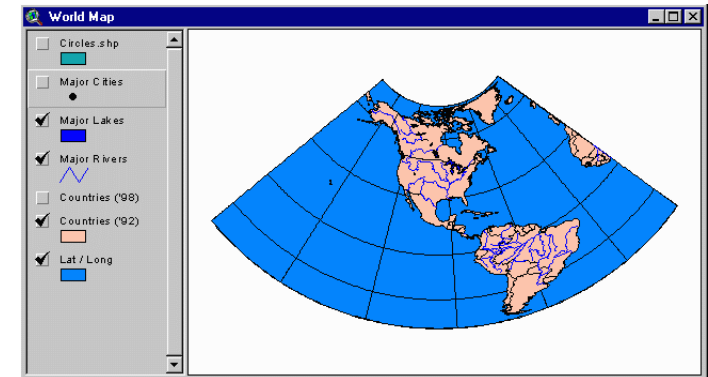 World Map
Circles.shp
Major Cities
Major Lakes
Major Rivers
Countries ('98)
Countries ('92)
Lat / Long